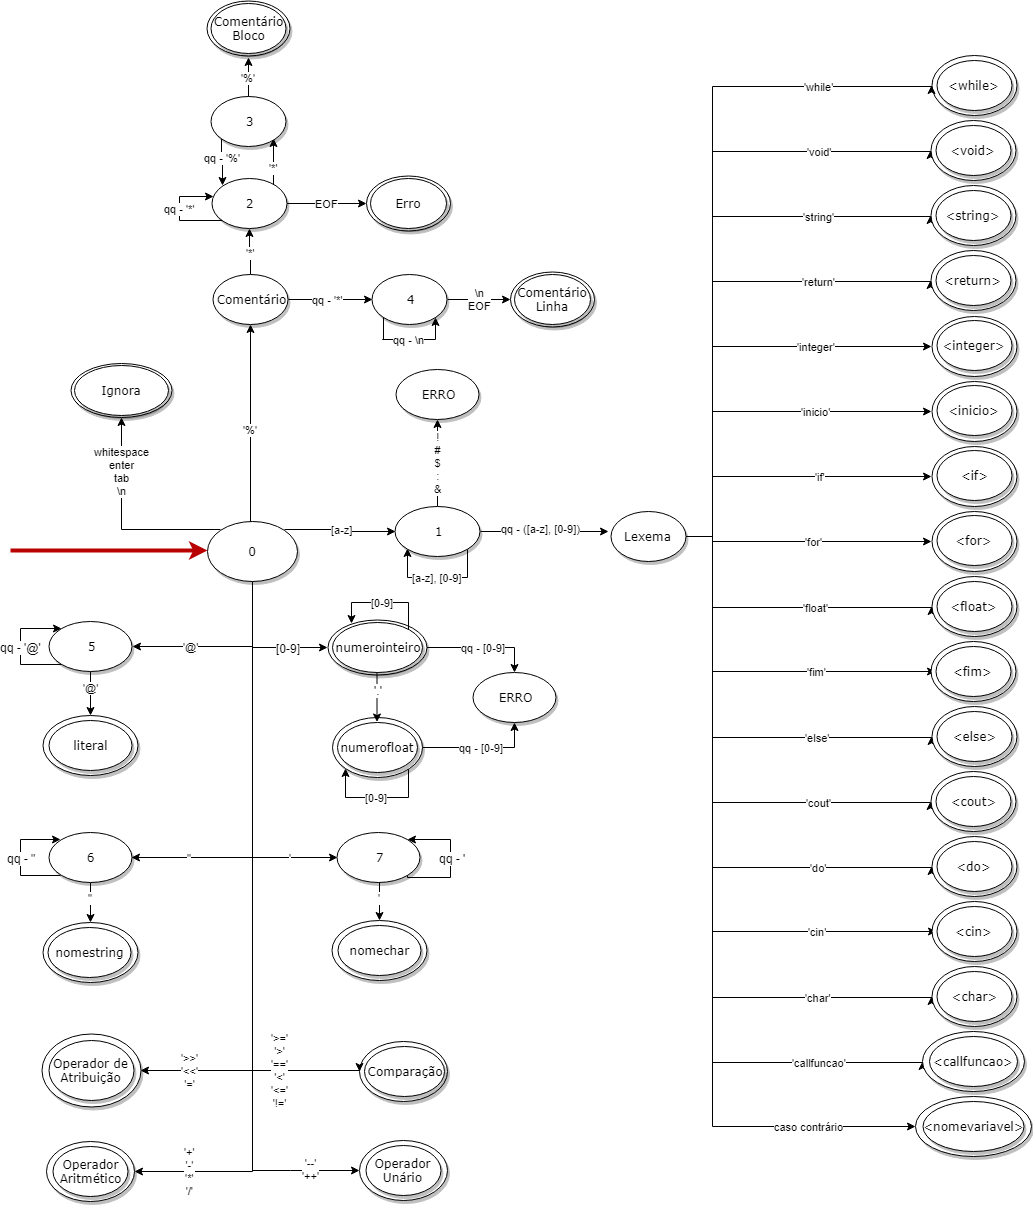 Comentário
Bloco
'%'
3
qq - '%'
'*'
2
qq - '*'
EOF
Erro
'*'
Comentário
qq - '*'
4
\n
EOF
Comentário
Linha
qq - \n
Ignora
whitespace
enter
tab
\n
'%'
ERRO
!
#
$
:
&
0
[a-z]
1
qq - ([a-z], [0-9])
Lexema
[a-z], [0-9]
[0-9]
qq - '@'
5
'@'
[0-9]
numerointeiro
qq - [0-9]
'@'
'.'
ERRO
literal
numerofloat
qq - [0-9]
[0-9]
qq - "
6
"
'
7
qq - '
"
'
nomestring
nomechar
Operador de
Atribuição
'>>'
'<<'
'='
'>='
'>'
'=='
'<'
'<='
'!='
Comparação
Operador
Aritmético
'+'
'-'
'*'
'/'
'--'
'++'
Operador
Unário
'while'
<while>
'void'
<void>
'string'
<string>
'return'
<return>
'integer'
<integer>
'inicio'
<inicio>
'if'
<if>
'for'
<for>
'float'
<float>
'fim'
<fim>
'else'
<else>
'cout'
<cout>
'do'
<do>
'cin'
<cin>
'char'
<char>
'callfuncao'
<callfuncao>
caso contrário
<nomevariavel>